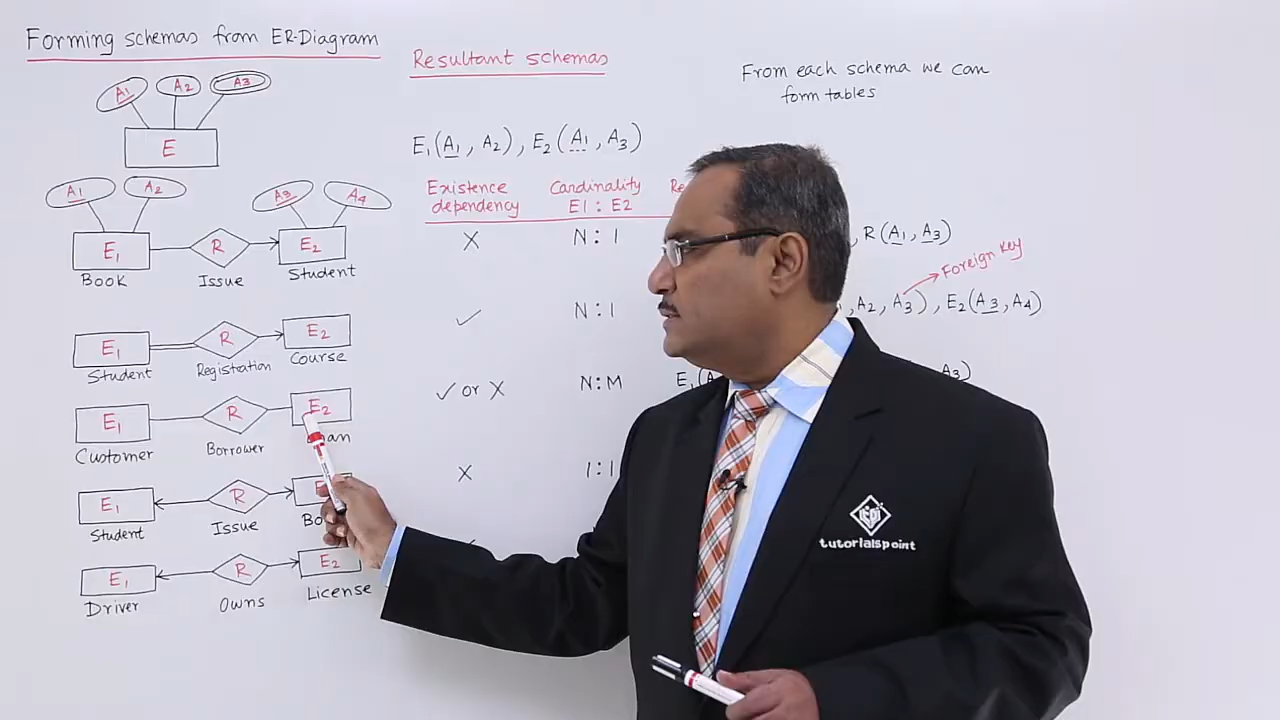 Forming schemas from ER-Diagram
Resultant schemas
From each schema we can
form tables
A1 A2 A3
E
E1(A1, A2), E2(A1, A3)
Existence
dependency
Cardinality
E1 : E2
A1 A2 A3 A4
E1 R E2
Book Issue Student
X N : 1 , R(A1, A3)
Foreign Key
E1 R E2
Student Registration Course
✓ N : 1 , A2, A3), E2(A3, A4)
E1 R E2
Customer Borrower
✓ or X N:M E1( A3)
E1 R
Student Issue
X 1:1
E1 R E2
Driver Owns License
tutorialspoint